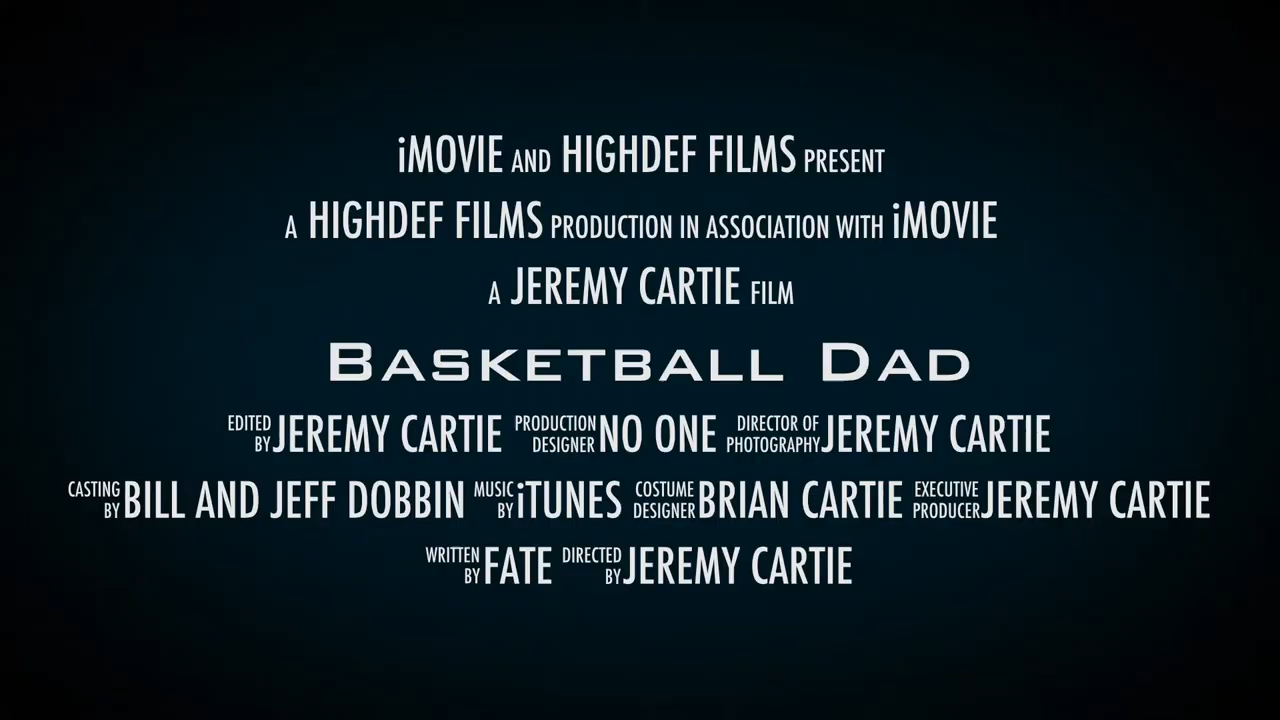 iMOVIE AND HIGHDEF FILMS PRESENT
A HIGHDEF FILMS PRODUCTION IN ASSOCIATION WITH iMOVIE
A JEREMY CARTIE FILM
BASKETBALL DAD
EDITED BY JEREMY CARTIE PRODUCTION DESIGNER NO ONE DIRECTOR OF PHOTOGRAPHY JEREMY CARTIE
CASTING BY BILL AND JEFF DOBBIN MUSIC BY iTUNES COSTUME DESIGNER BRIAN CARTIE EXECUTIVE PRODUCER JEREMY CARTIE
WRITTEN BY FATE DIRECTED BY JEREMY CARTIE